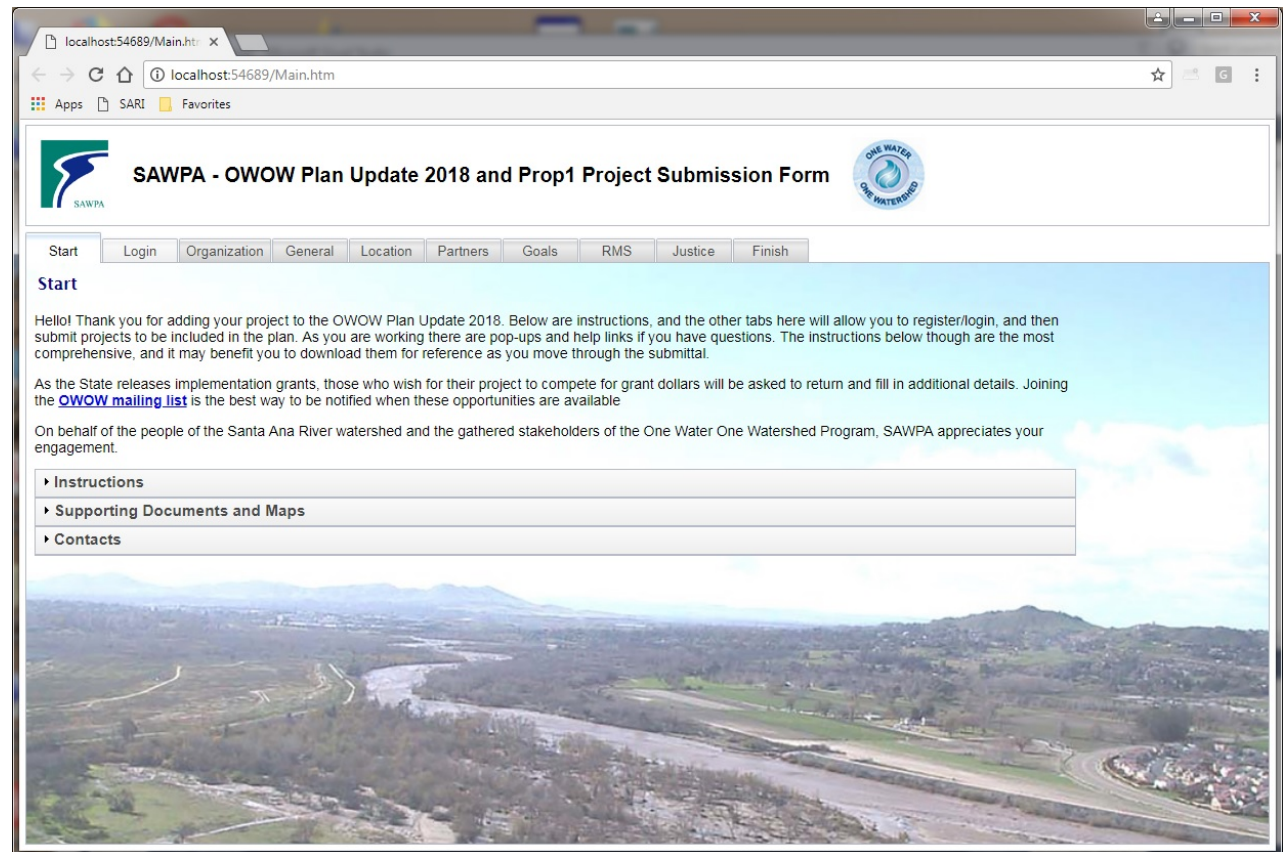 localhost:54689/Main.htm
localhost:54689/Main.htm
G
Apps SARI Favorites
SAWPA
SAWPA - OWOW Plan Update 2018 and Prop1 Project Submission Form
ONE WATER
ONE WATERSHED
Start Login Organization General Location Partners Goals RMS Justice Finish
Start
Hello! Thank you for adding your project to the OWOW Plan Update 2018. Below are instructions, and the other tabs here will allow you to register/login, and then
submit projects to be included in the plan. As you are working there are pop-ups and help links if you have questions. The instructions below though are the most
comprehensive, and it may benefit you to download them for reference as you move through the submittal.
As the State releases implementation grants, those who wish for their project to compete for grant dollars will be asked to return and fill in additional details. Joining
the OWOW mailing list is the best way to be notified when these opportunities are available
On behalf of the people of the Santa Ana River watershed and the gathered stakeholders of the One Water One Watershed Program, SAWPA appreciates your
engagement.
Instructions
Supporting Documents and Maps
Contacts